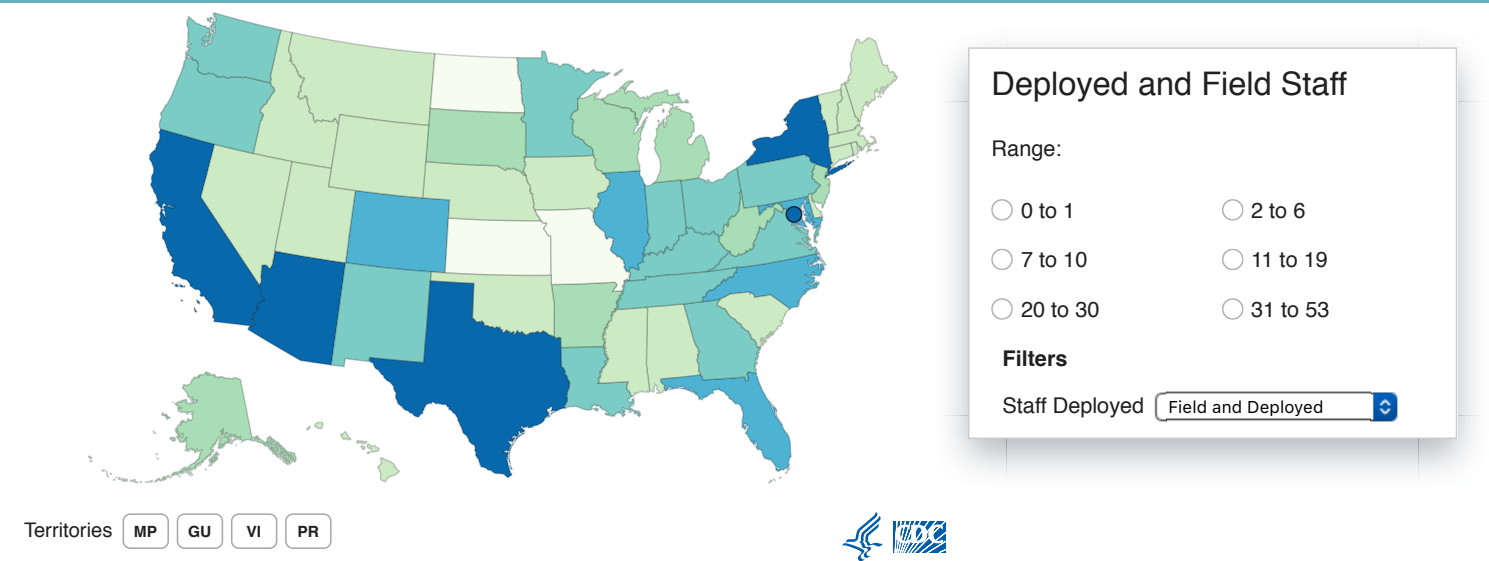 Deployed and Field Staff
Range:
0 to 1
2 to 6
7 to 10
11 to 19
20 to 30
31 to 53
Filters
Staff Deployed Field and Deployed
Territories MP GU VI PR
CDC